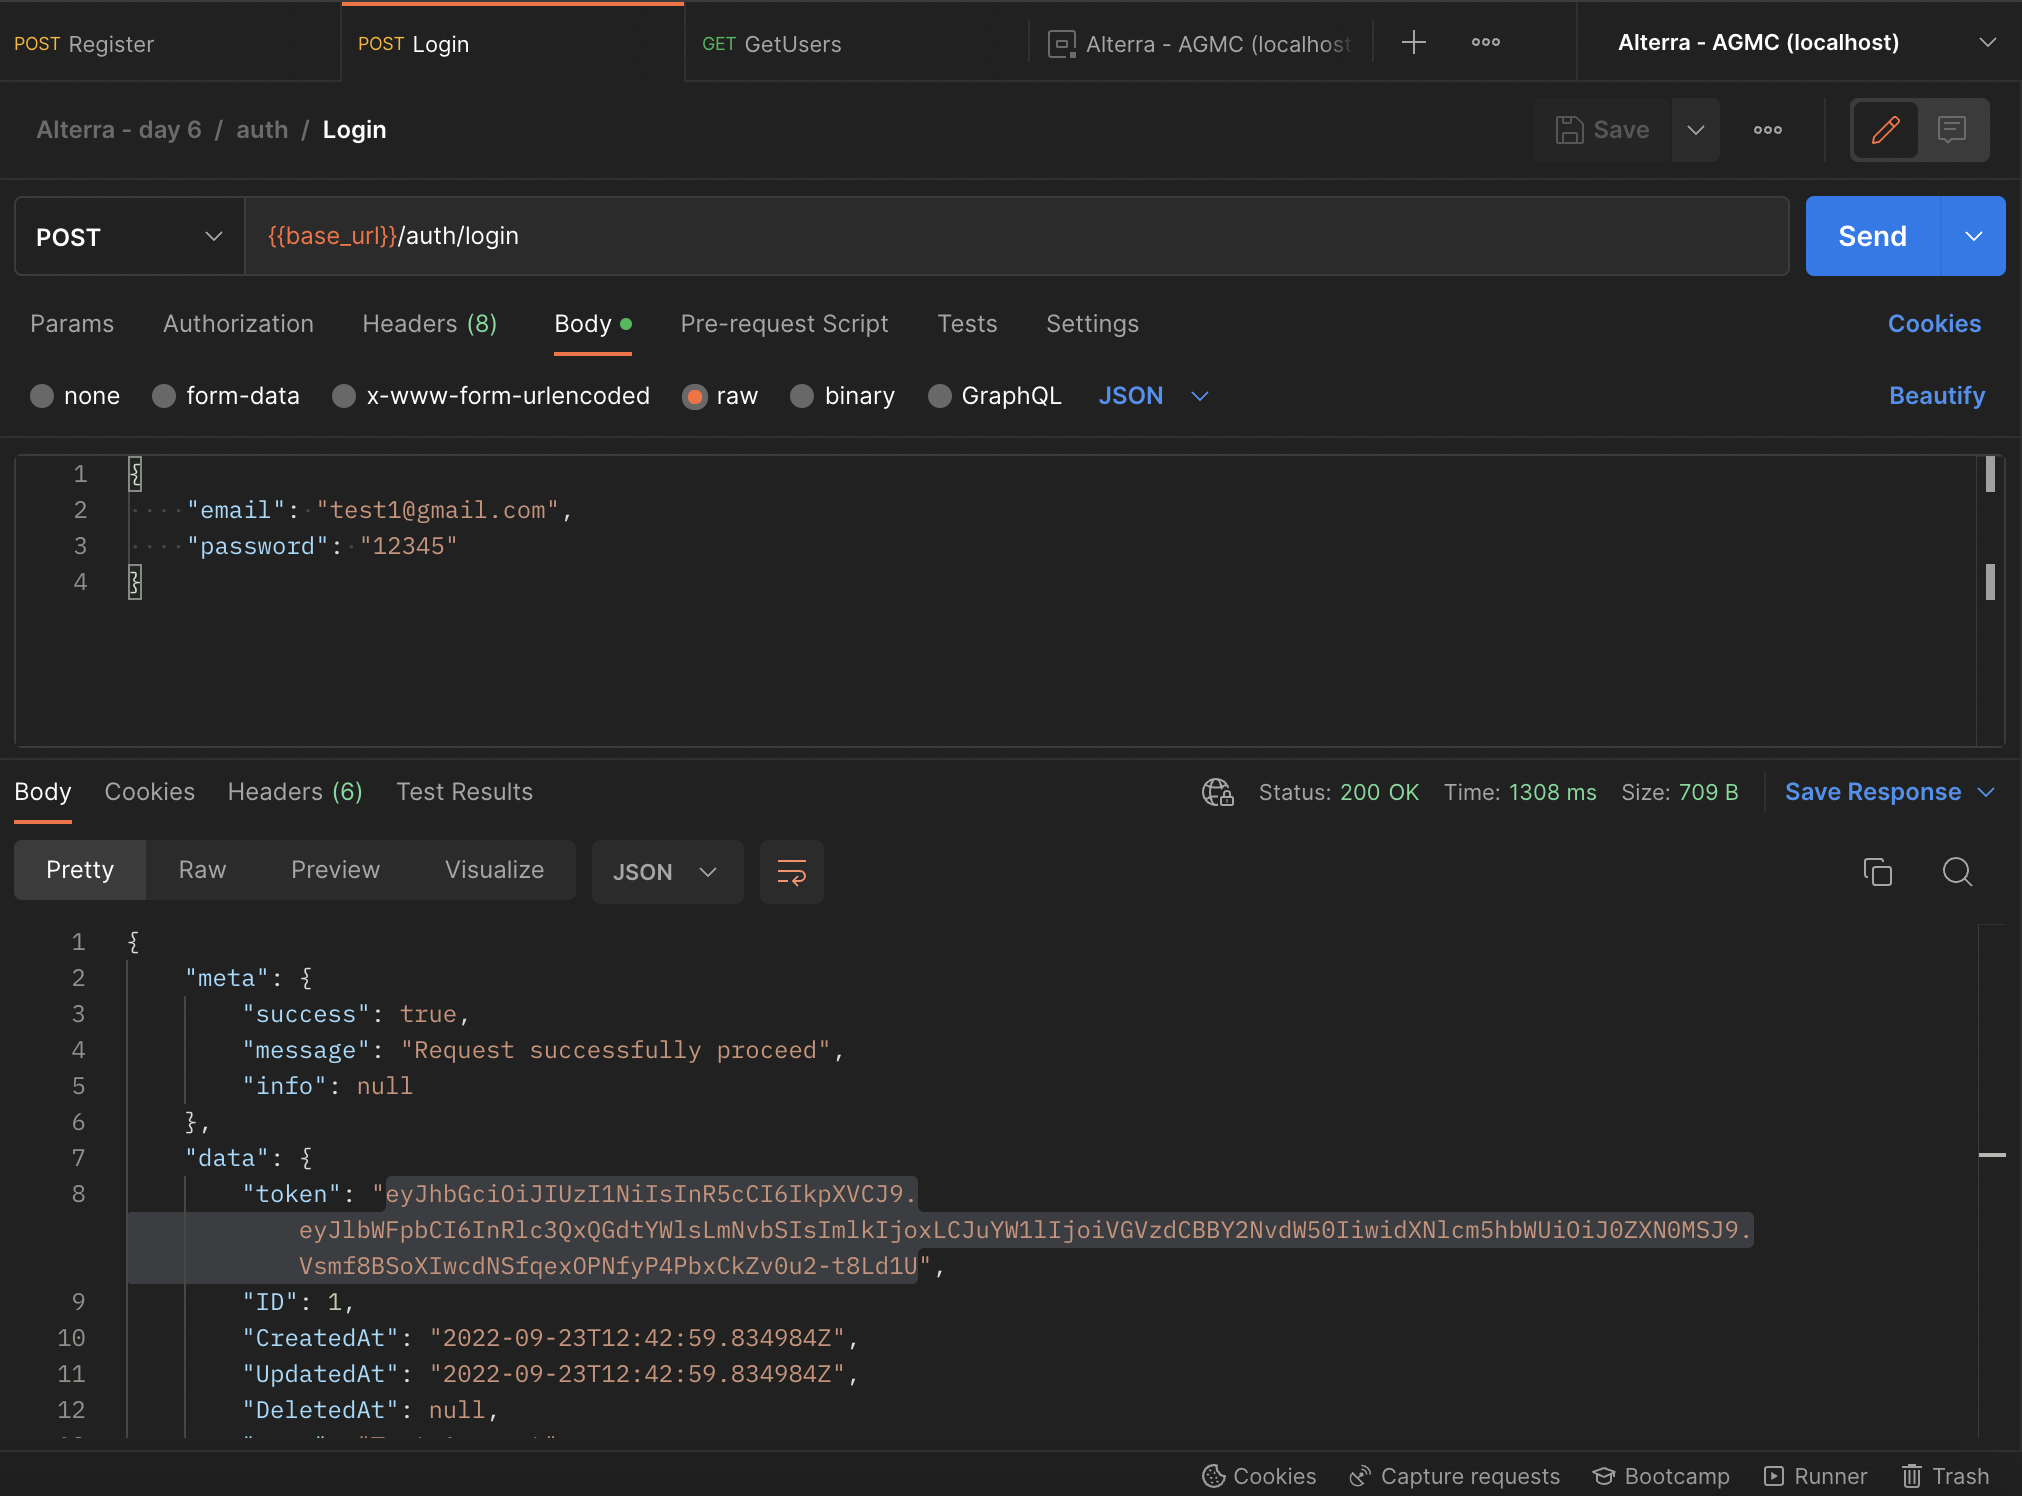 POST Register
POST Login
GET GetUsers
Alterra - AGMC (localhost
Alterra - AGMC (localhost)
Alterra - day 6 / auth / Login
Save
POST
{{base_url}}/auth/login
Send
Params Authorization Headers (8) Body Pre-request Script Tests Settings Cookies
none form-data x-www-form-urlencoded raw binary GraphQL JSON Beautify
1 {
2 "email": "test1@gmail.com",
3 "password": "12345"
4 }
Body Cookies Headers (6) Test Results Status: 200 OK Time: 1308 ms Size: 709 B Save Response
Pretty Raw Preview Visualize JSON
1 {
2 "meta": {
3 "success": true,
4 "message": "Request successfully proceed",
5 "info": null
6 },
7 "data": {
8 "token": "eyJhbGciOiJIUzI1NiIsInR5cCI6IkpXVCJ9.
eyJlbWFpbCI6InRlc3QxQGdtYWlsLmNvbSIsImlkIjoxLCJuYW1lIjoiVGVzdCBBY2NvdW50IiwidXNlcm5hbWUiOiJ0ZXN0MSJ9.
Vsmf8BSoXIwcdNSfqexOPNfyP4PbxCkZv0u2-t8Ld1U",
9 "ID": 1,
10 "CreatedAt": "2022-09-23T12:42:59.834984Z",
11 "UpdatedAt": "2022-09-23T12:42:59.834984Z",
12 "DeletedAt": null,
Cookies Capture requests Bootcamp Runner Trash